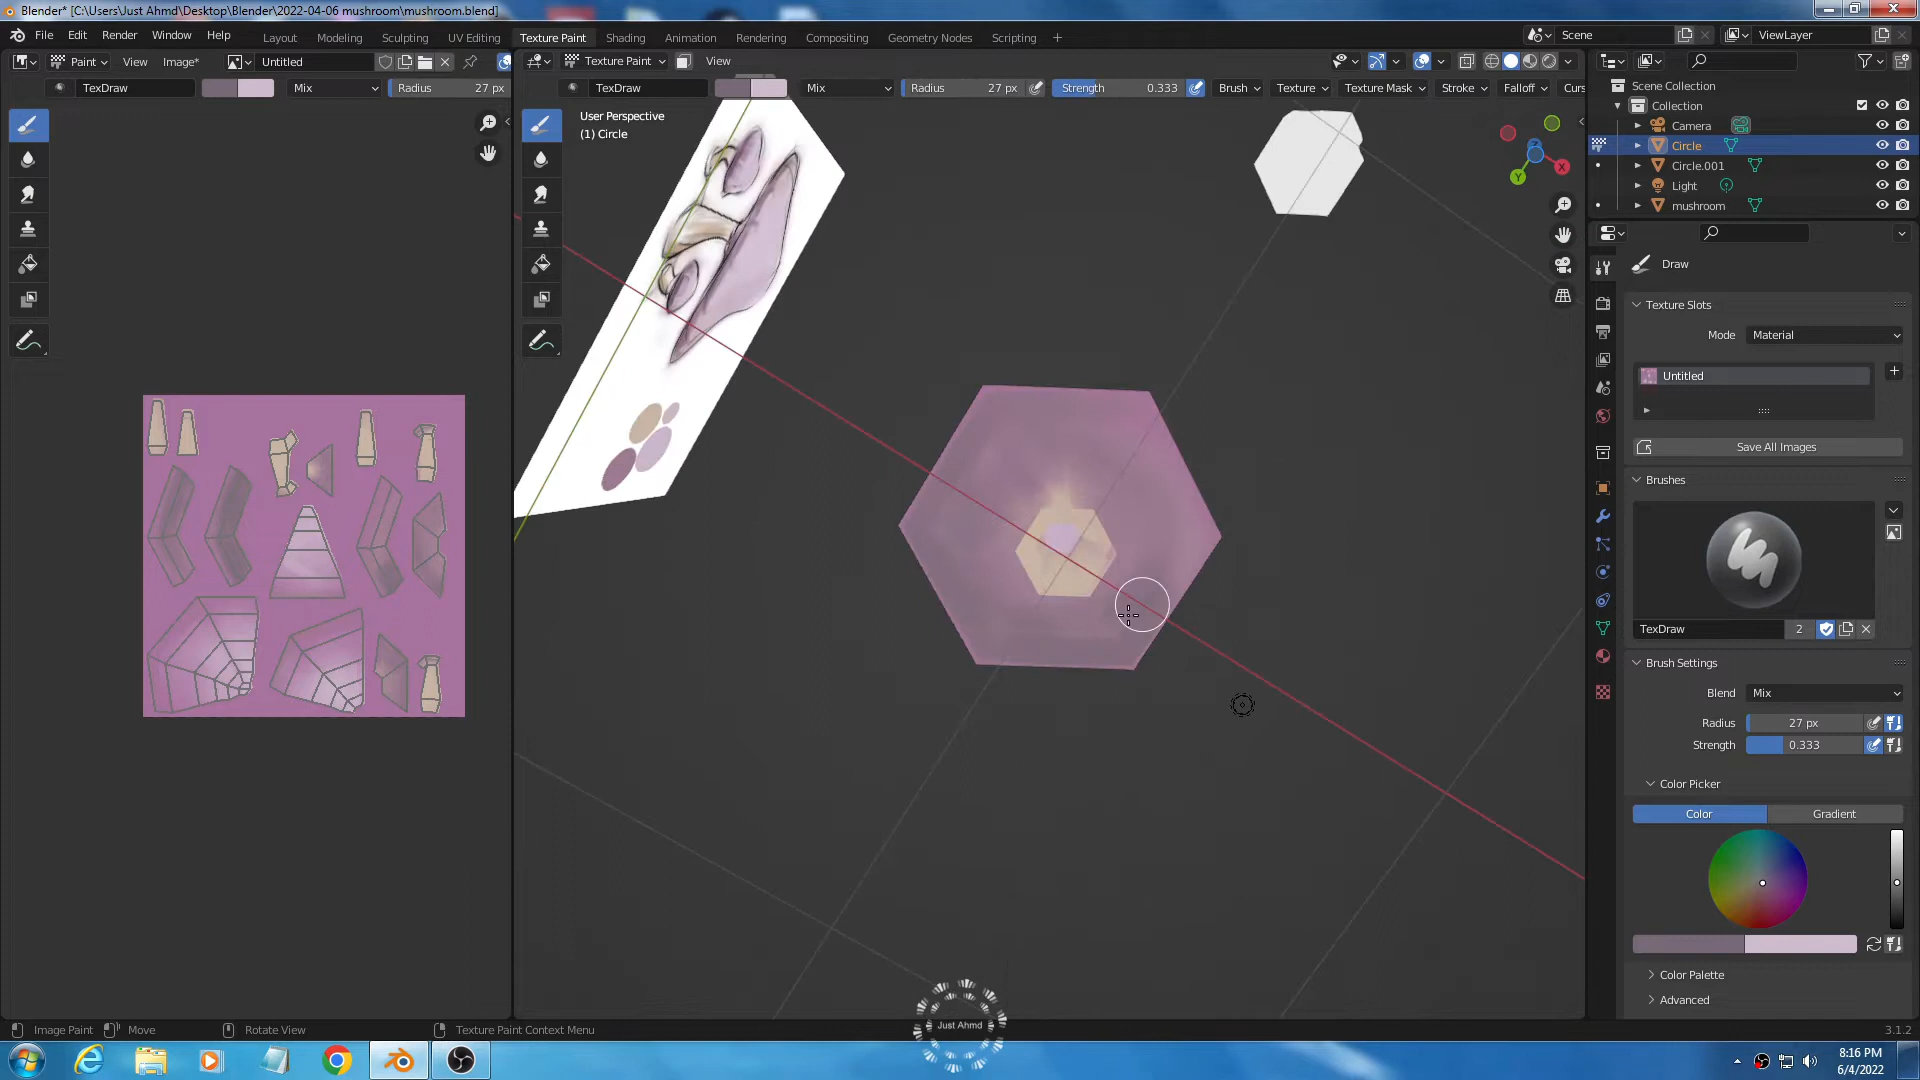 Blender* [C:\Users\Just Ahmd\Desktop\Blender\2022-04-06 mushroom\mushroom.blend]
File Edit Render Window Help Layout Modeling Sculpting UV Editing Texture Paint Shading Animation Rendering Compositing Geometry Nodes Scripting + Scene ViewLayer
Paint View Image* Untitled Texture Paint View
TexDraw Mix Radius 27 px TexDraw Mix Radius 27 px Strength 0.333 Brush Texture Texture Mask Stroke Falloff Curs
User Perspective
(1) Circle
Scene Collection
Collection
Camera
Circle
Circle.001
Light
mushroom
X
Y
Z
Draw
Texture Slots
Mode Material
Untitled
Save All Images
Brushes
TexDraw 2
Brush Settings
Blend Mix
Radius 27 px
Strength 0.333
Color Picker
Color Gradient
Color Palette
Advanced
Image Paint Move Rotate View Texture Paint Context Menu 3.1.2
Just Ahmd
8:16 PM
6/4/2022